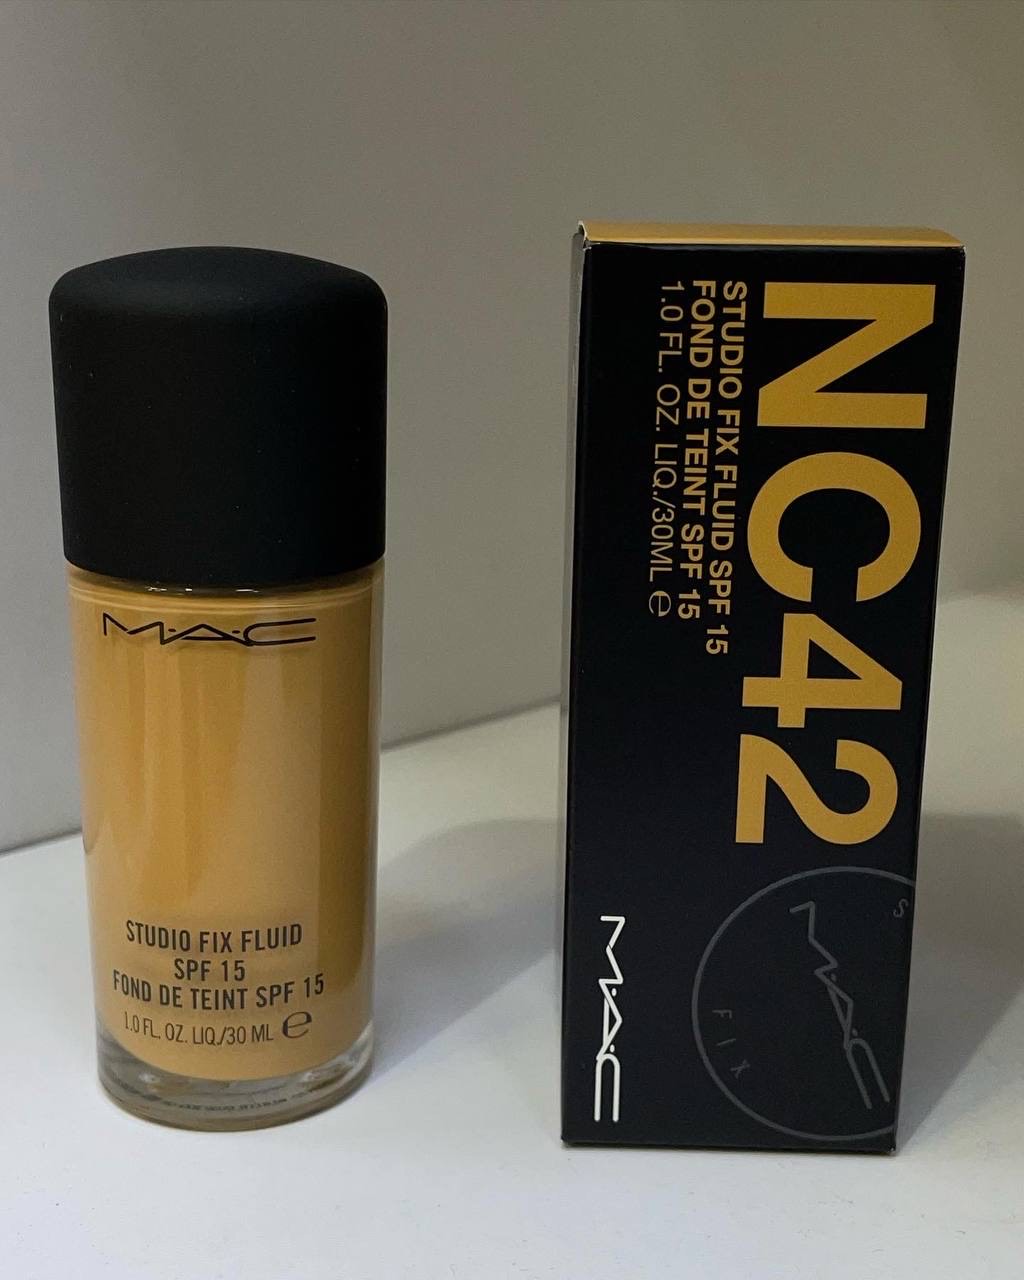 M·A·C
STUDIO FIX FLUID
SPF 15
FOND DE TEINT SPF 15
1.0 FL. OZ. LIQ./30 ML ℮
NC42
STUDIO FIX FLUID SPF 15
FOND DE TEINT SPF 15
1.0 FL. OZ. LIQ./30ML ℮
M·A·C
M·A·C
S
FIX